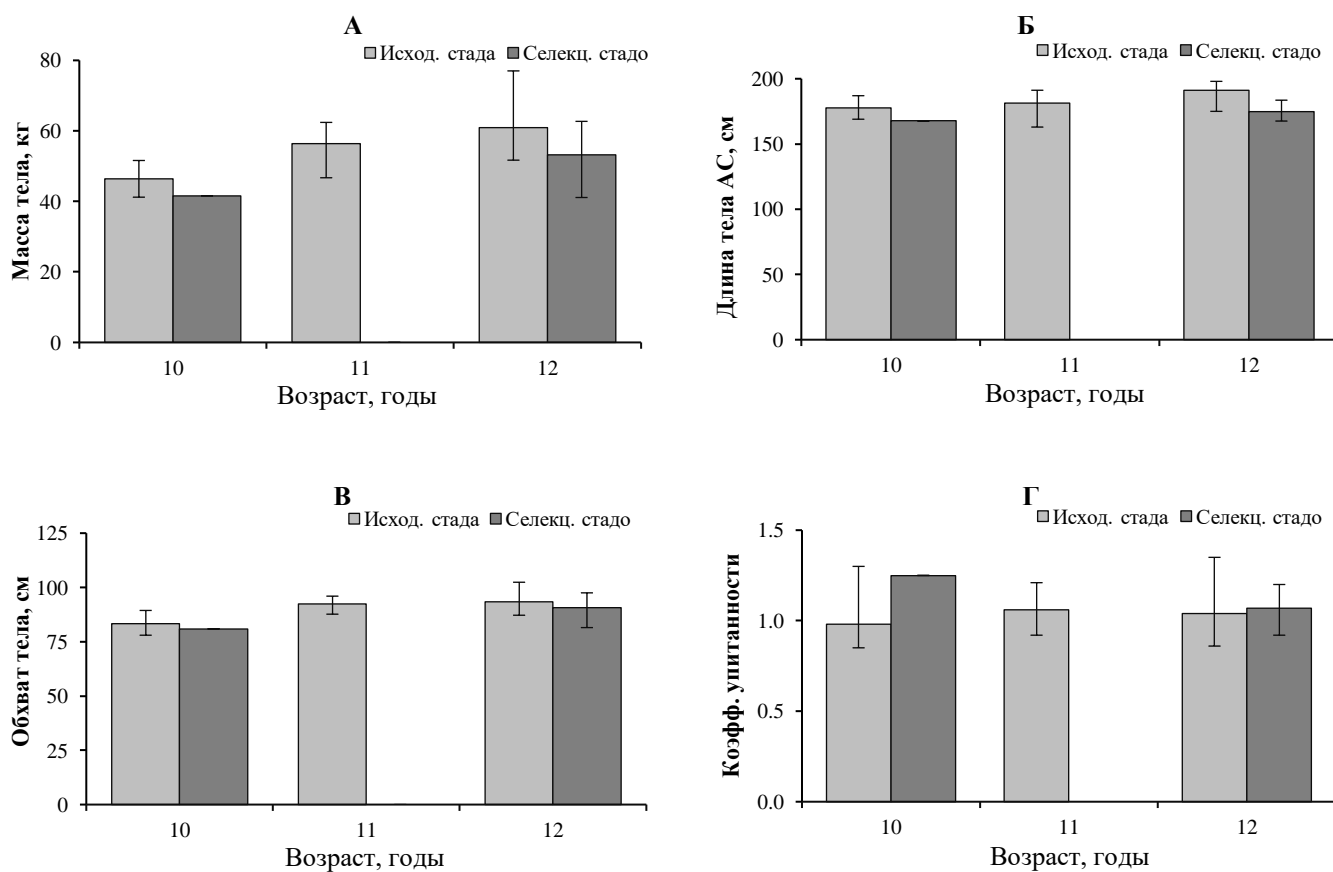 А
Исход. стада Селекц. стадо
80
60
40
20
0
Масса тела, кг
10 11 12
Возраст, годы
Б
Исход. стада Селекц. стадо
200
150
100
50
0
Длина тела АС, см
10 11 12
Возраст, годы
В
Исход. стада Селекц. стадо
125
100
75
50
25
0
Обхват тела, см
10 11 12
Возраст, годы
Г
Исход. стада Селекц. стадо
1.5
1.0
0.5
0.0
Коэфф. упитанности
10 11 12
Возраст, годы